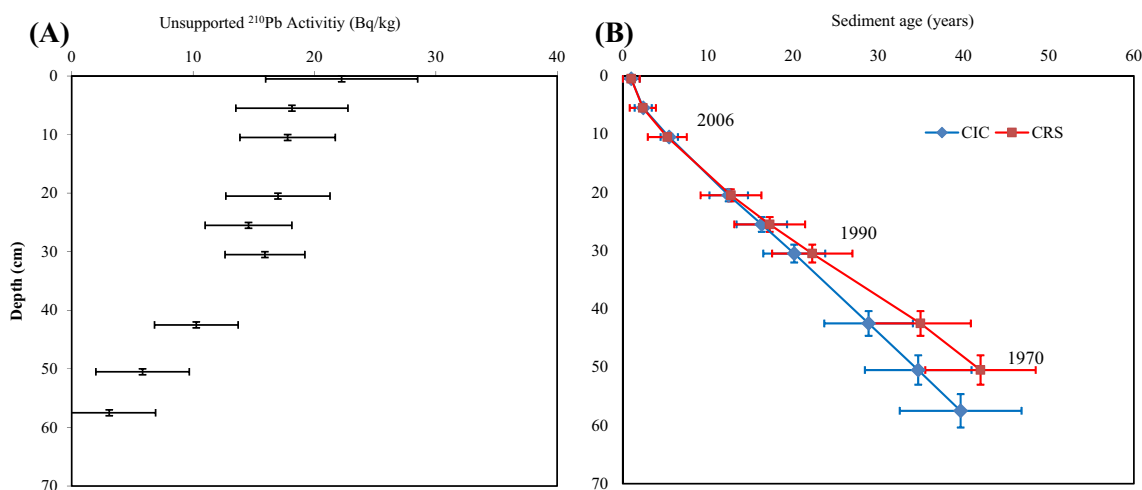 (A)
Unsupported ²¹⁰Pb Activitiy (Bq/kg)
0 10 20 30 40
0
10
20
30
40
50
60
70
Depth (cm)
(B)
Sediment age (years)
0 10 20 30 40 50 60
0
10
20
30
40
50
60
70
2006
CIC CRS
1990
1970